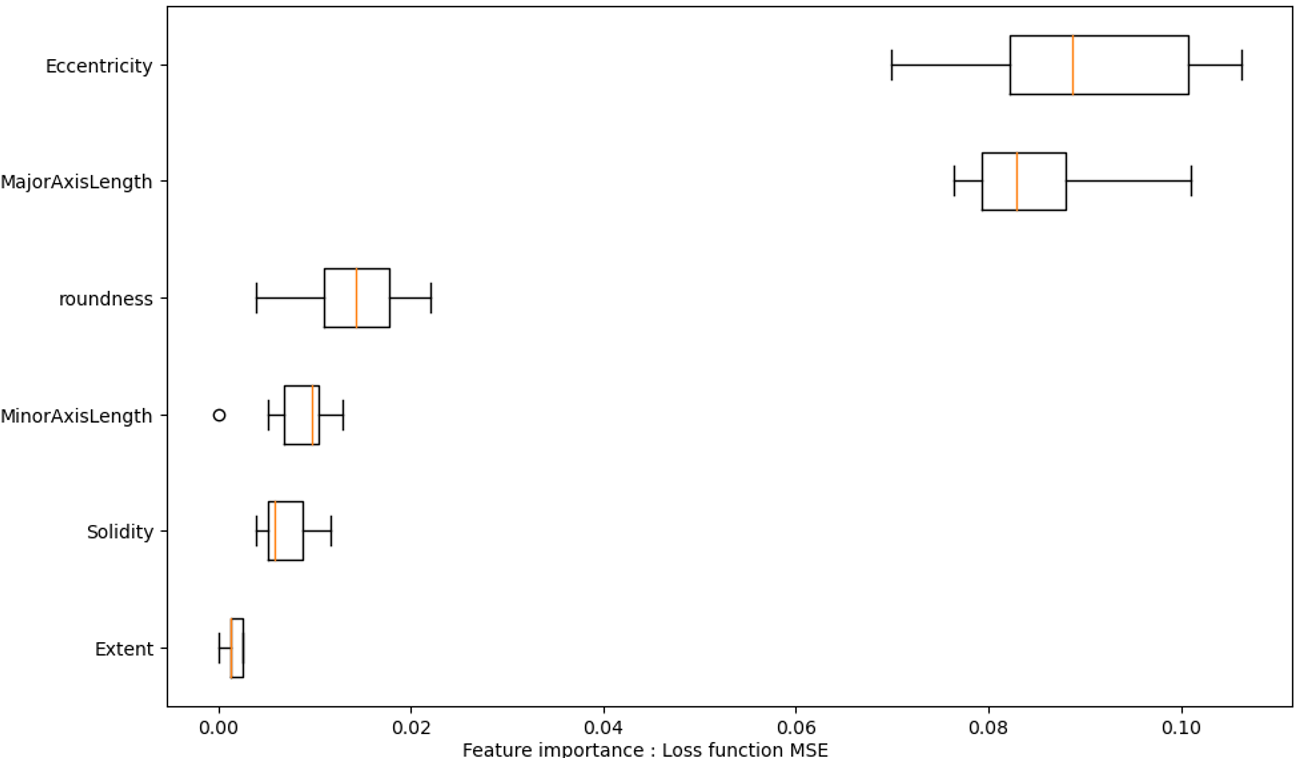 Eccentricity
MajorAxisLength
roundness
MinorAxisLength
Solidity
Extent
0.00 0.02 0.04 0.06 0.08 0.10
Feature importance : Loss function MSE